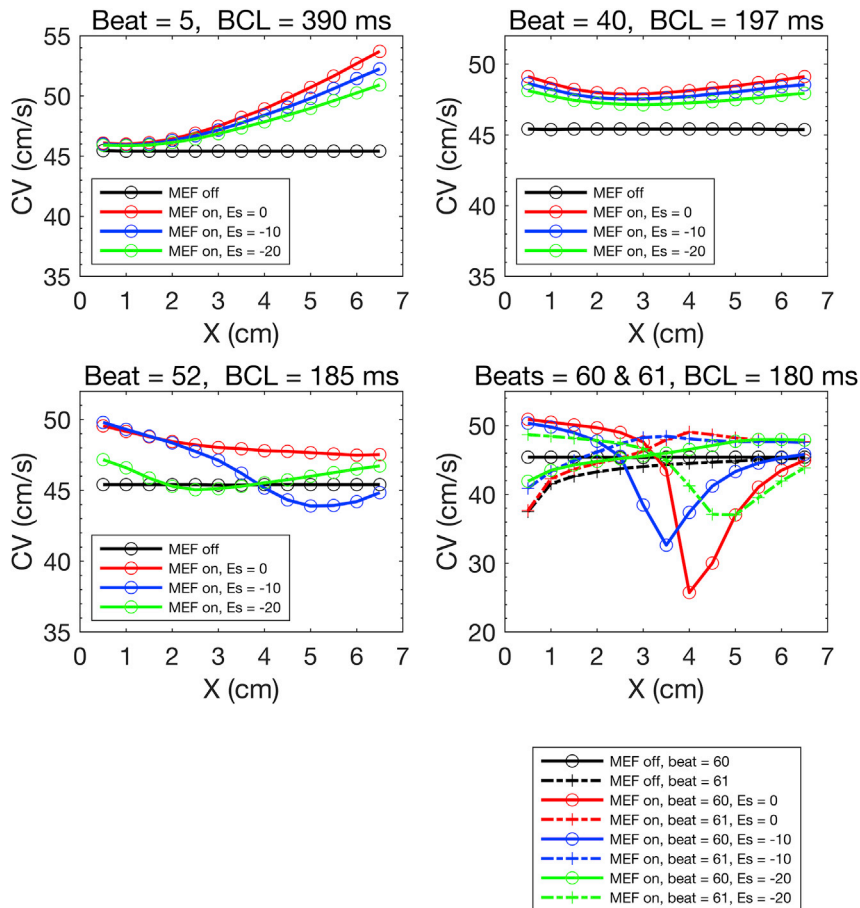 Beat = 5, BCL = 390 ms
55
50
45
40
35
CV (cm/s)
MEF off
MEF on, Es = 0
MEF on, Es = -10
MEF on, Es = -20
0 1 2 3 4 5 6 7
X (cm)
Beat = 40, BCL = 197 ms
50
45
40
35
CV (cm/s)
MEF off
MEF on, Es = 0
MEF on, Es = -10
MEF on, Es = -20
0 1 2 3 4 5 6 7
X (cm)
Beat = 52, BCL = 185 ms
50
45
40
35
CV (cm/s)
MEF off
MEF on, Es = 0
MEF on, Es = -10
MEF on, Es = -20
0 1 2 3 4 5 6 7
X (cm)
Beats = 60 & 61, BCL = 180 ms
50
40
30
20
CV (cm/s)
0 1 2 3 4 5 6 7
X (cm)
MEF off, beat = 60
MEF off, beat = 61
MEF on, beat = 60, Es = 0
MEF on, beat = 61, Es = 0
MEF on, beat = 60, Es = -10
MEF on, beat = 61, Es = -10
MEF on, beat = 60, Es = -20
MEF on, beat = 61, Es = -20